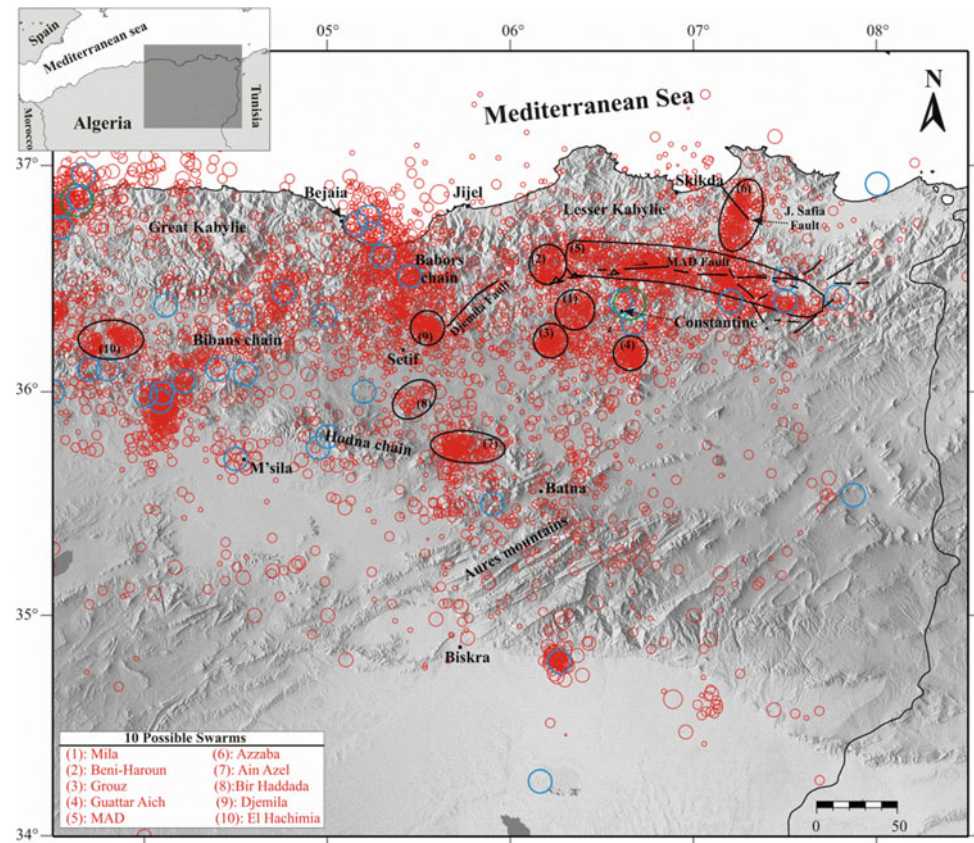 05°
06°
07°
08°
Spain
Mediterranean sea
Morocco
Algeria
Tunisia
N
Mediterranean Sea
37°
Bejaia
Jijel
Skikda
(6)
Great Kabylie
Lesser Kabylie
J. Safia
Fault
Babors
chain
(2)
(5)
MAD Fault
Djemila Fault
(1)
Constantine
(10)
Bibans chain
(9)
(3)
(4)
Setif
36°
(8)
Hodna chain
(7)
M'sila
Batna
Aures mountains
35°
Biskra
10 Possible Swarms
(1): Mila
(2): Beni-Haroun
(3): Grouz
(4): Guattar Aich
(5): MAD
(6): Azzaba
(7): Ain Azel
(8):Bir Haddada
(9): Djemila
(10): El Hachimia
34°
0
50